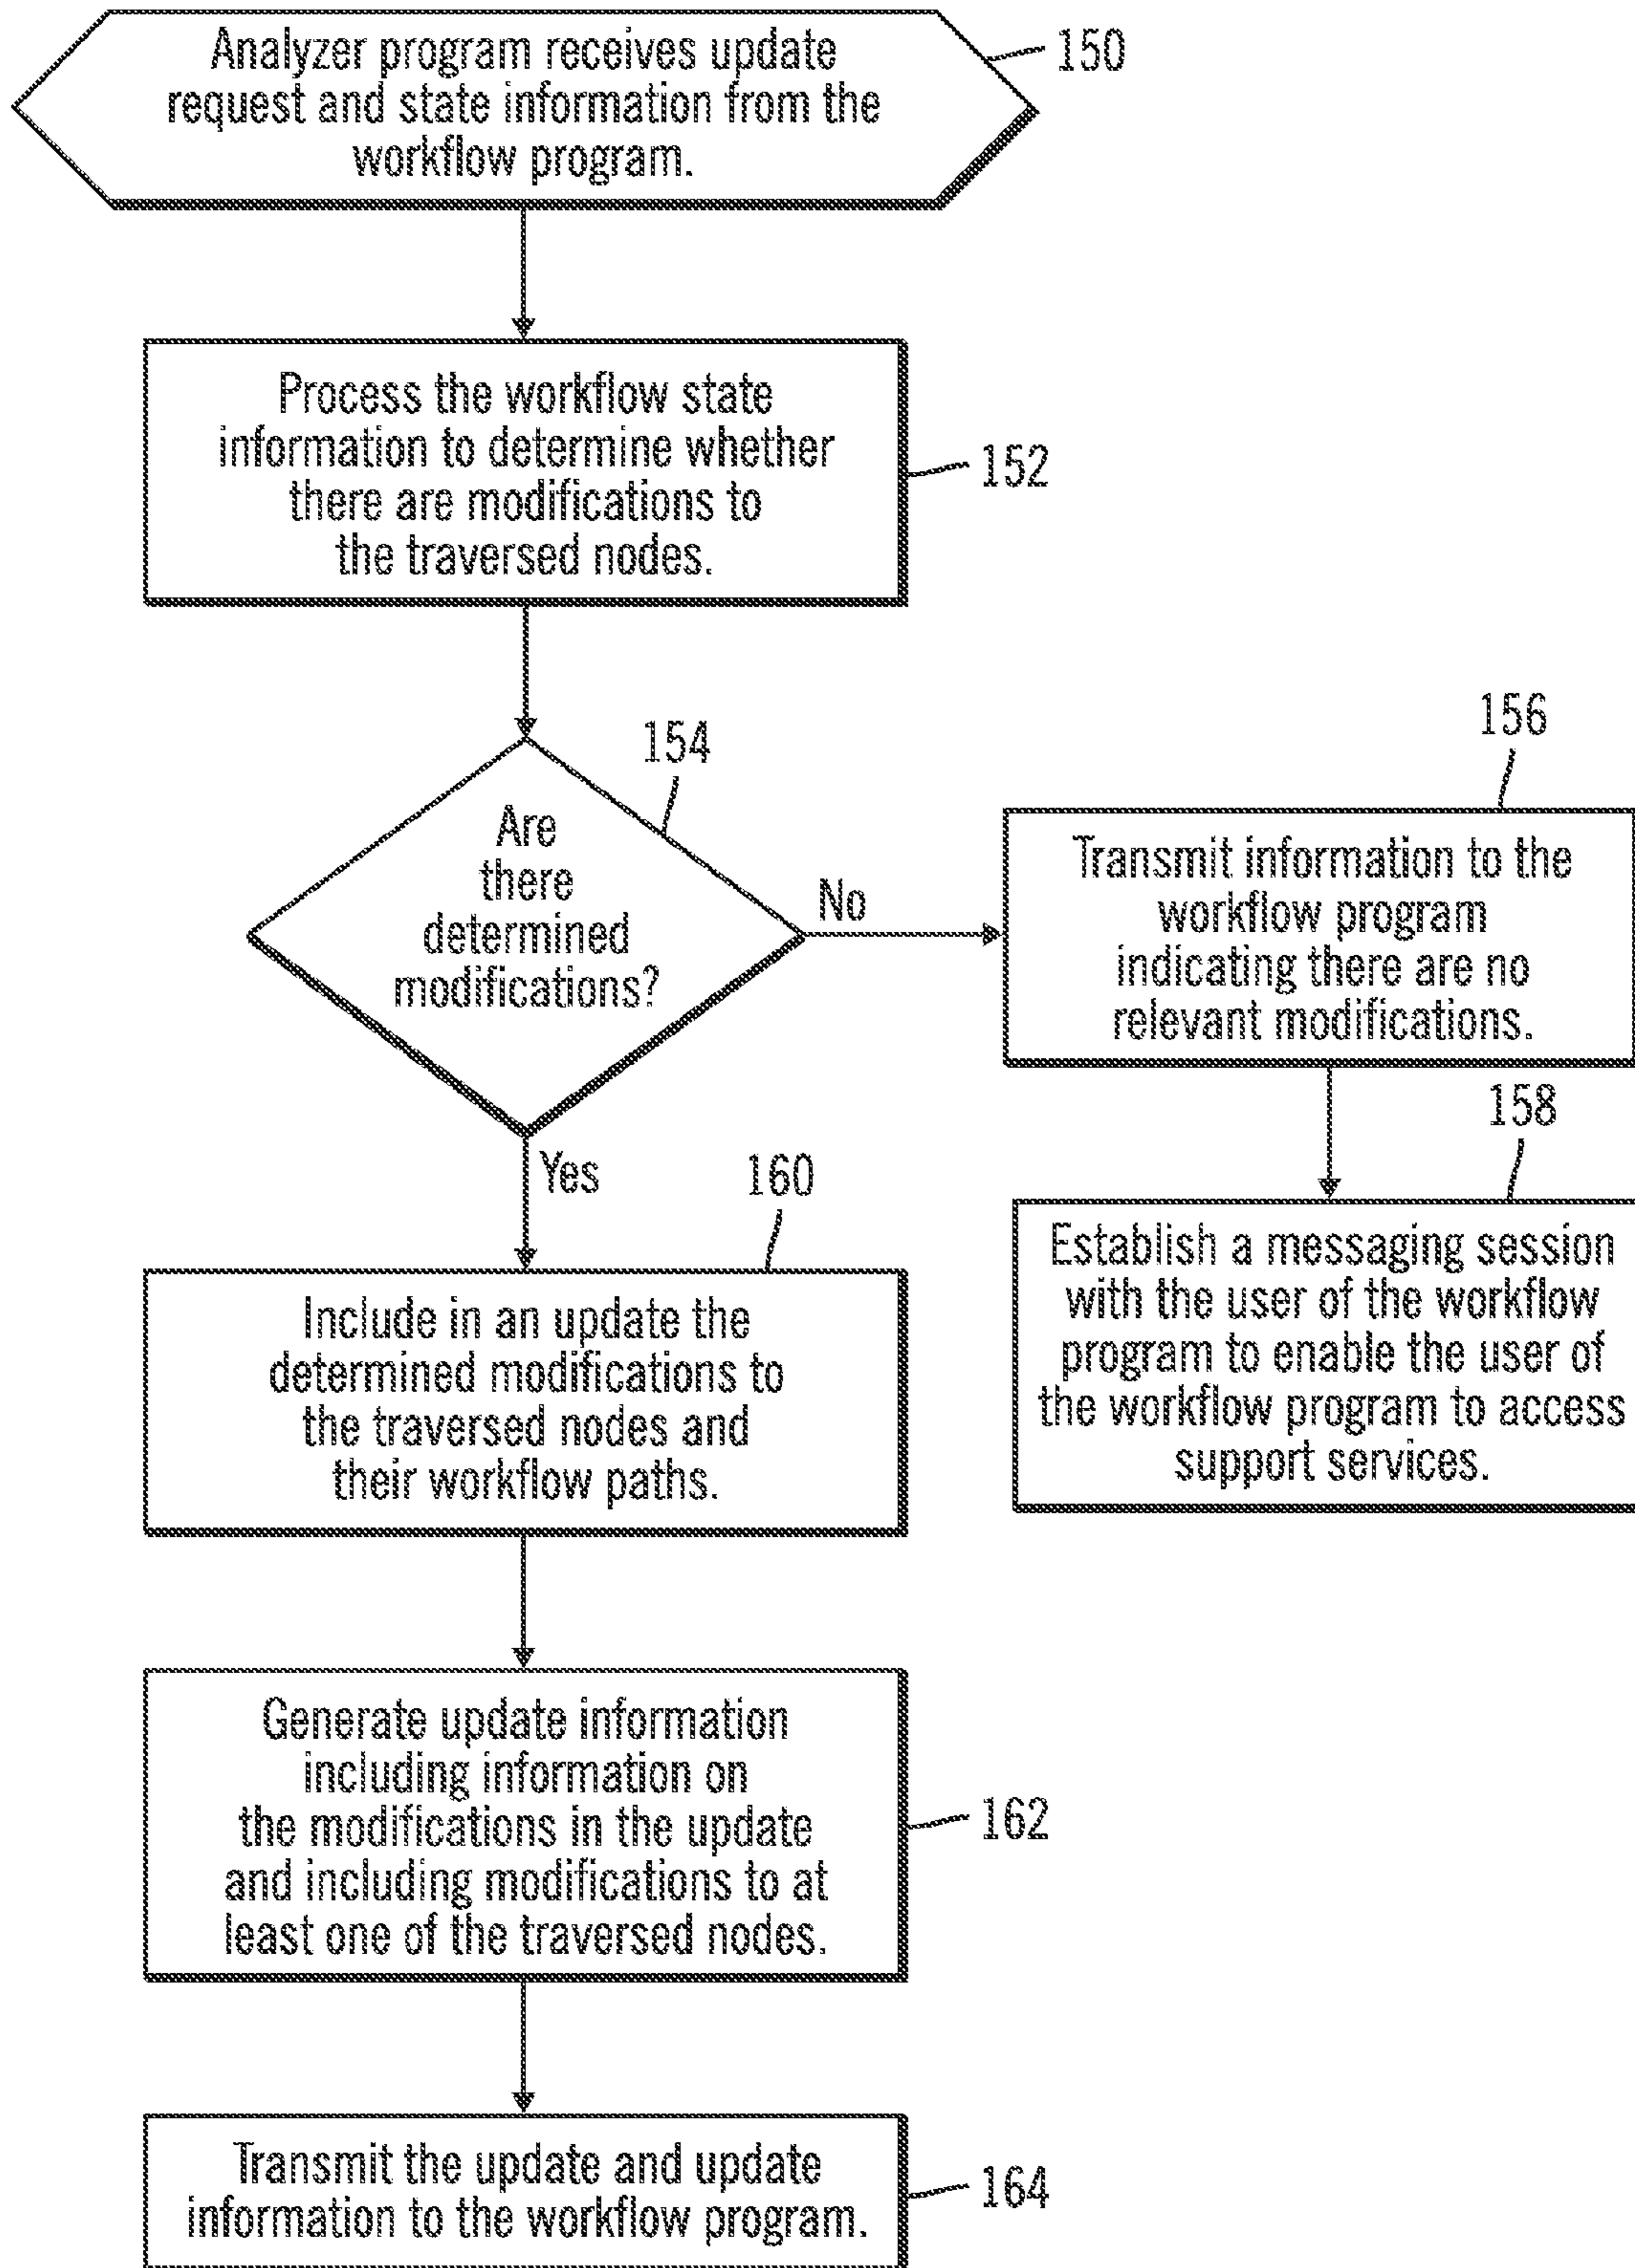 Analyzer program receives update
request and state information from the
workflow program.
150
Process the workflow state
information to determine whether
there are modifications to
the traversed nodes.
152
154
Are
there
determined
modifications?
No
156
Transmit information to the
workflow program
indicating there are no
relevant modifications.
158
Establish a messaging session
with the user of the workflow
program to enable the user of
the workflow program to access
support services.
Yes
160
Include in an update the
determined modifications to
the traversed nodes and
their workflow paths.
Generate update information
including information on
the modifications in the update
and including modifications to at
least one of the traversed nodes.
162
Transmit the update and update
information to the workflow program.
164